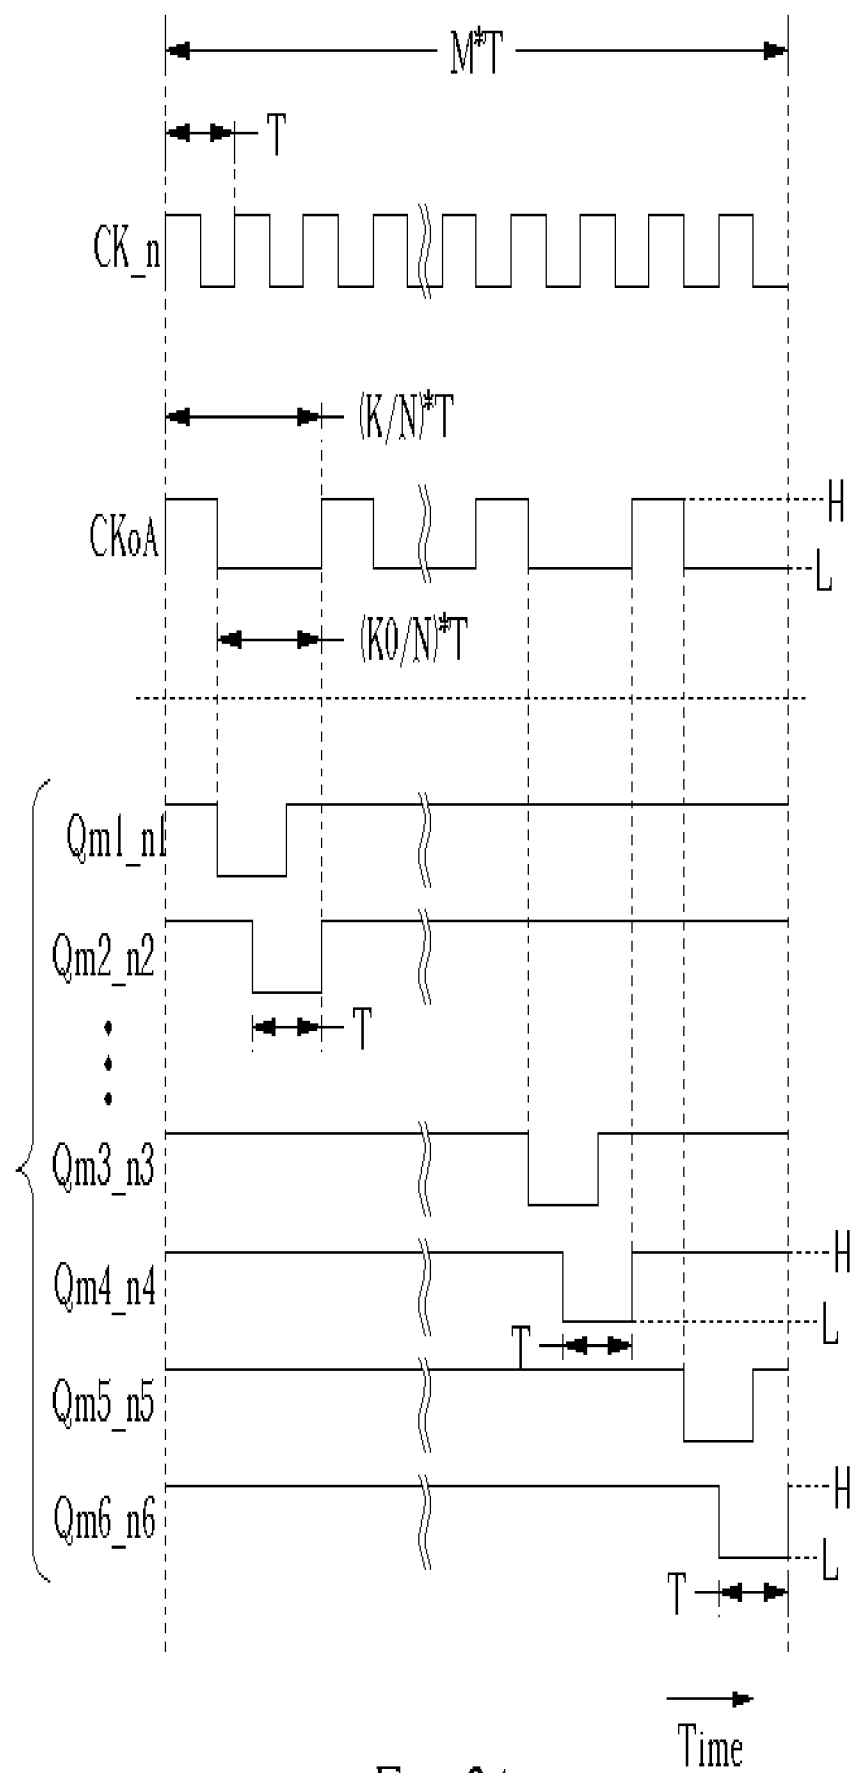 M*T
T
CK_n
(K/N)*T
H
CKoA
L
(K0/N)*T
Qm1_n1
Qm2_n2
T
Qm3_n3
H
Qm4_n4
L
T
Qm5_n5
H
Qm6_n6
L
T
Time